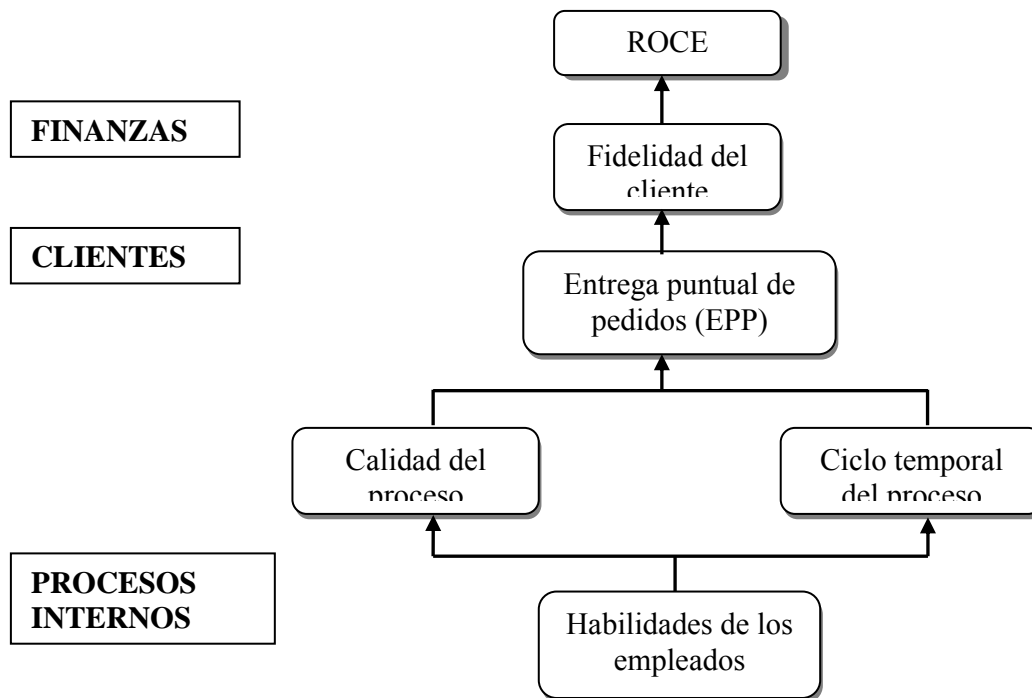 ROCE
FINANZAS
Fidelidad del
cliente
CLIENTES
Entrega puntual de
pedidos (EPP)
Calidad del
proceso
Ciclo temporal
del proceso
PROCESOS
INTERNOS
Habilidades de los
empleados